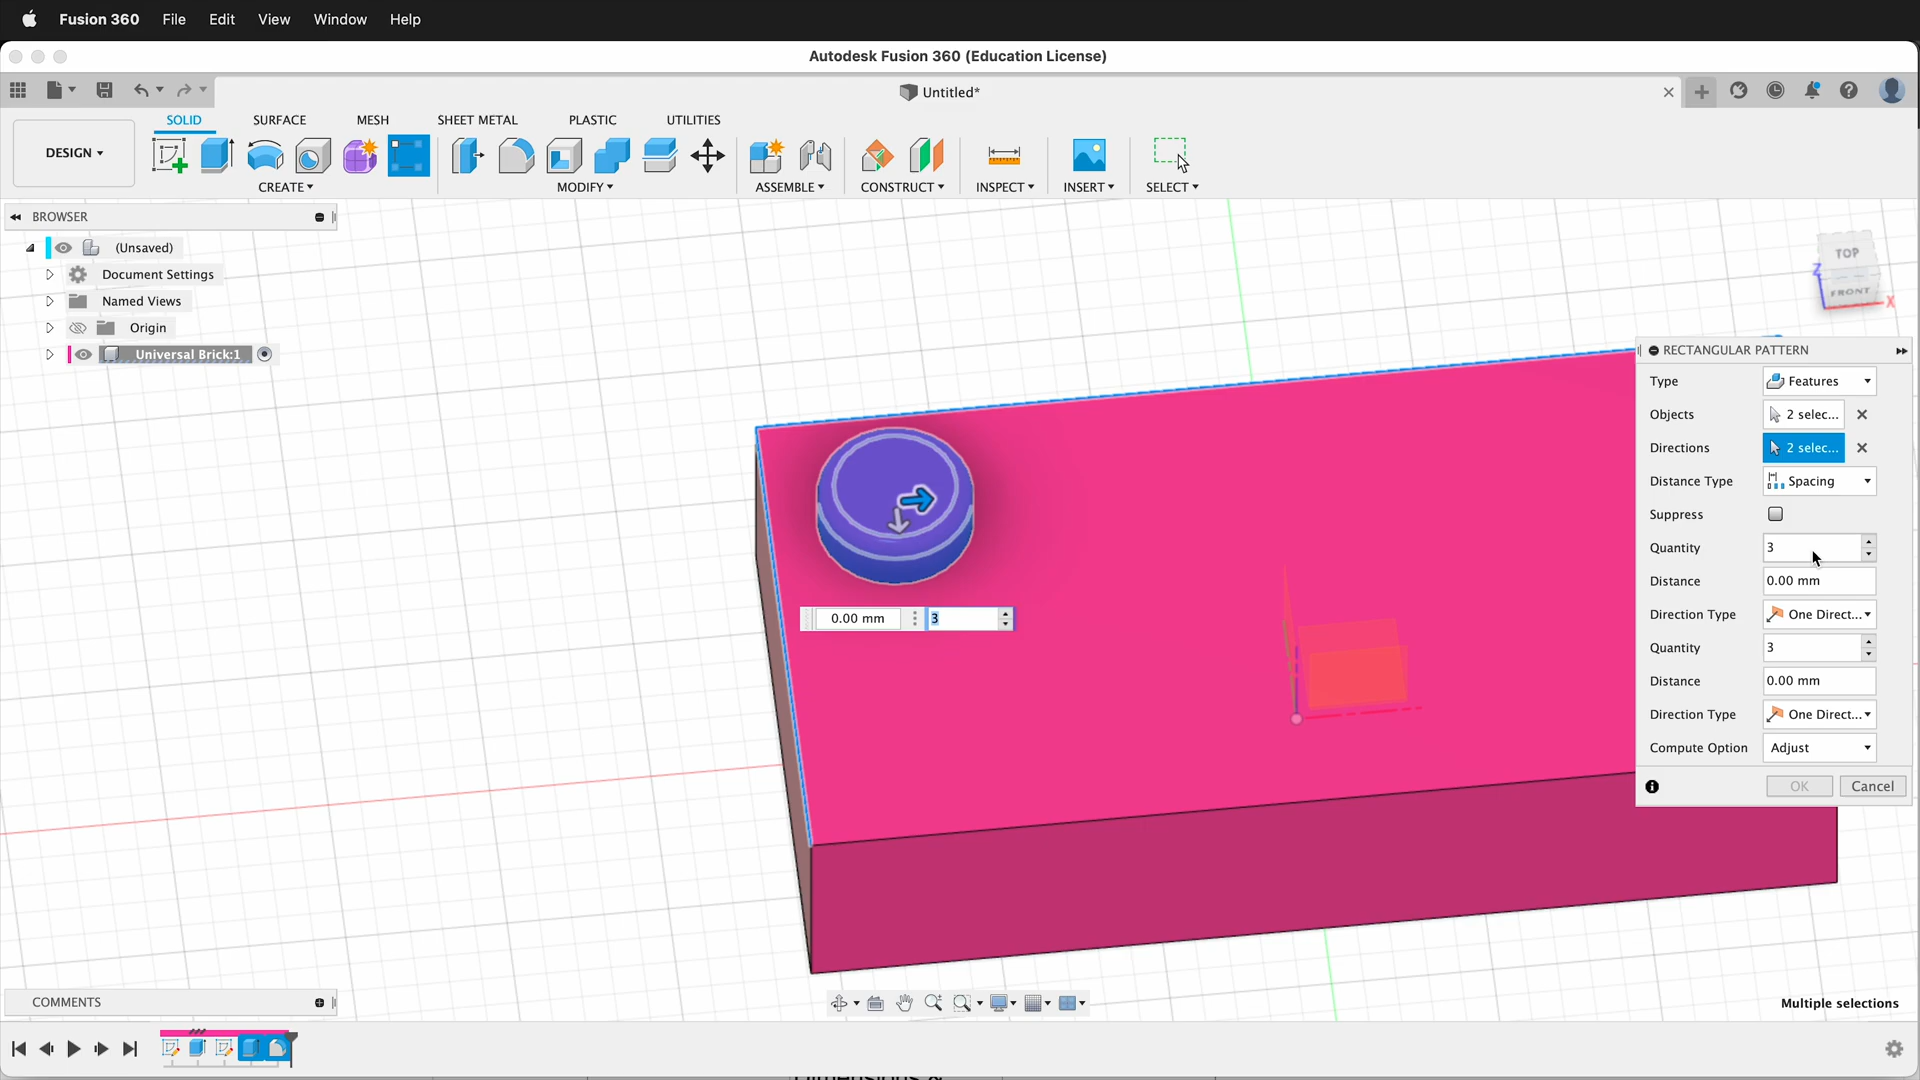 Fusion 360 File Edit View Window Help
Autodesk Fusion 360 (Education License)
Untitled*
SOLID SURFACE MESH SHEET METAL PLASTIC UTILITIES
DESIGN
CREATE MODIFY ASSEMBLE CONSTRUCT INSPECT INSERT SELECT
BROWSER
(Unsaved)
Document Settings
Named Views
Origin
Universal Brick:1
TOP
Z
FRONT
X
RECTANGULAR PATTERN
Type Features
Objects 2 selec...
Directions 2 selec...
Distance Type Spacing
Suppress
Quantity 3
Distance 0.00 mm
Direction Type One Direct...
Quantity 3
Distance 0.00 mm
Direction Type One Direct...
Compute Option Adjust
OK Cancel
0.00 mm 3
COMMENTS
Multiple selections